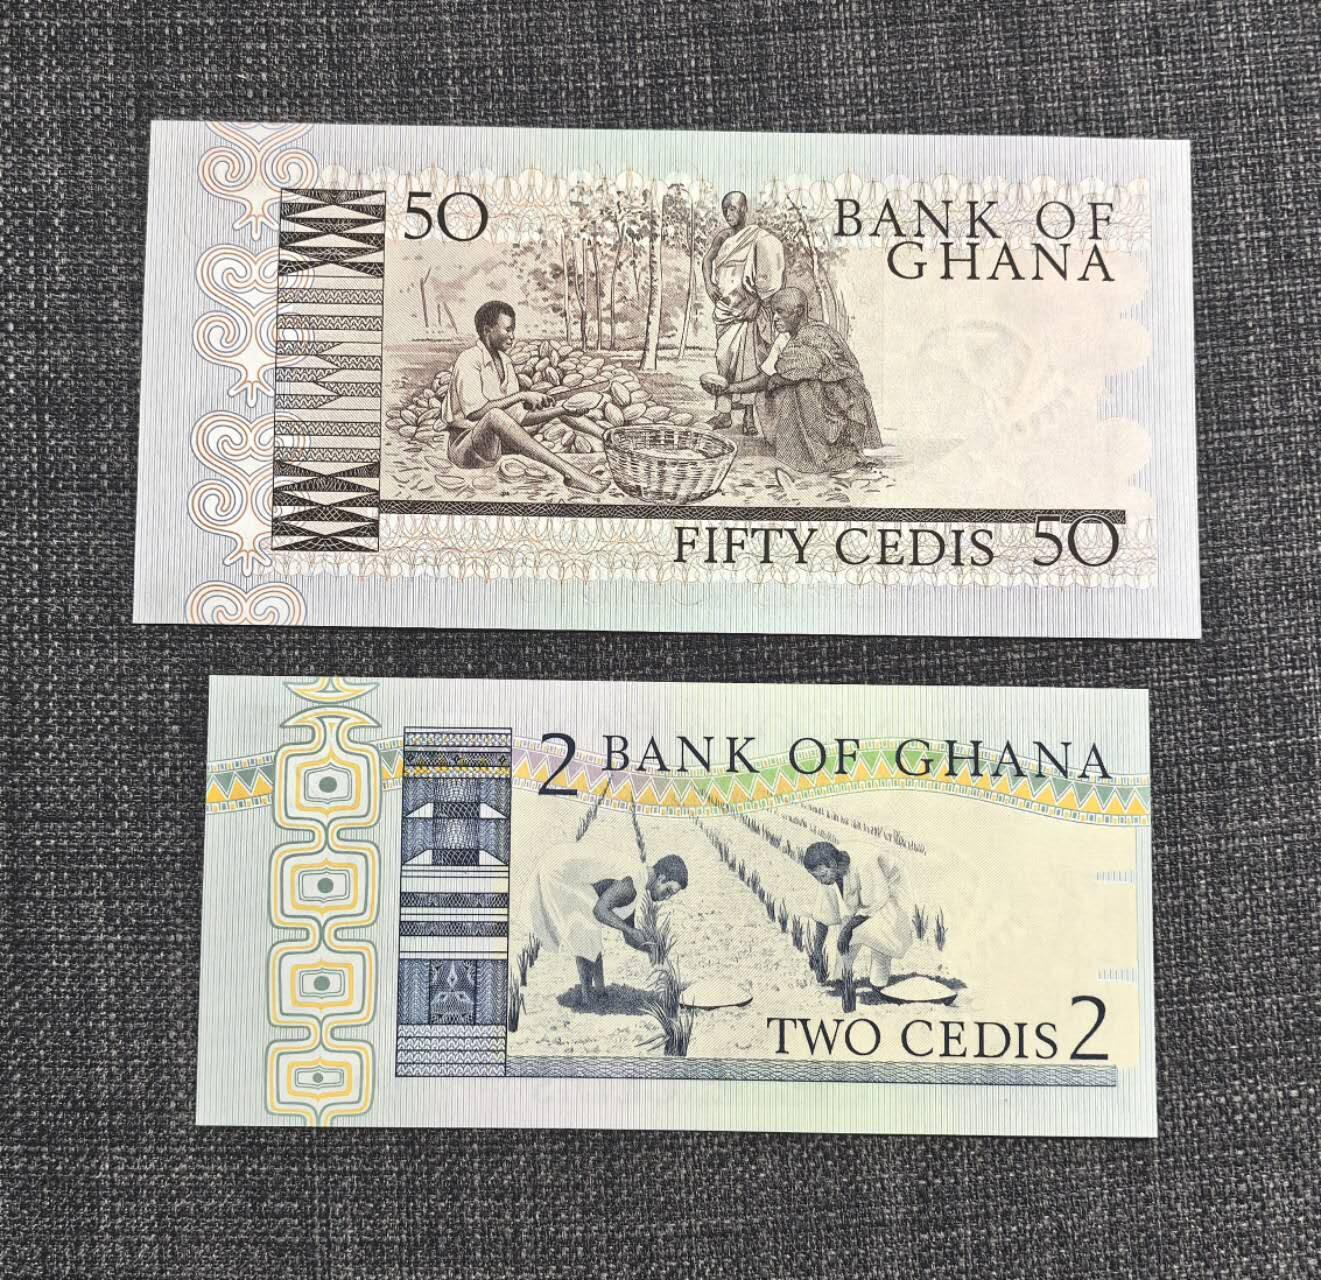 50
BANK OF
GHANA
FIFTY CEDIS 50
2 BANK OF GHANA
TWO CEDIS 2